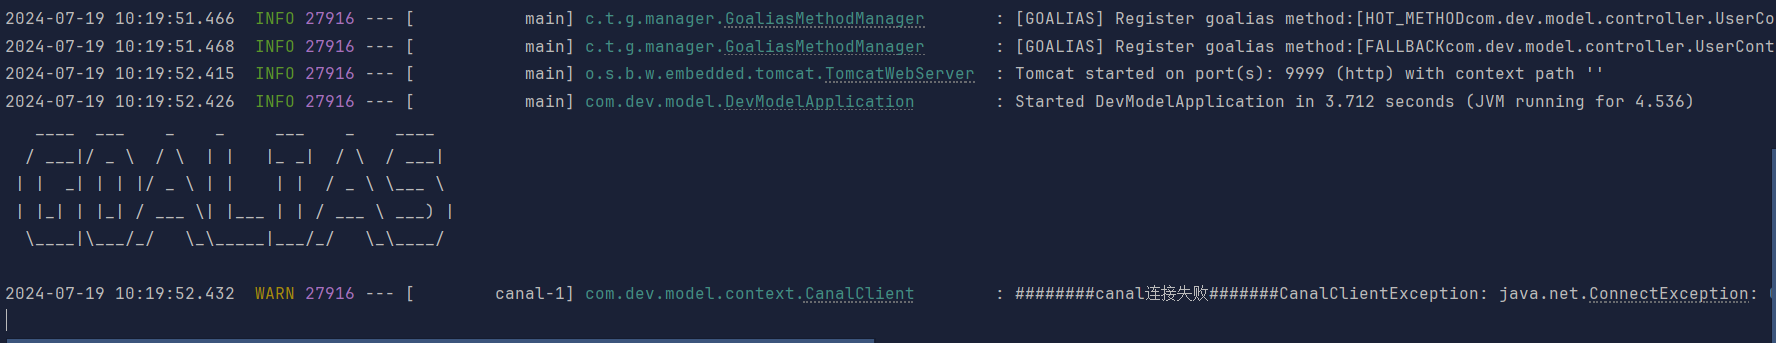 2024-07-19 10:19:51.466  INFO 27916 --- [           main] c.t.g.manager.GoaliasMethodManager       : [GOALIAS] Register goalias method:[HOT_METHODcom.dev.model.controller.UserCo
2024-07-19 10:19:51.468  INFO 27916 --- [           main] c.t.g.manager.GoaliasMethodManager       : [GOALIAS] Register goalias method:[FALLBACKcom.dev.model.controller.UserCont
2024-07-19 10:19:52.415  INFO 27916 --- [           main] o.s.b.w.embedded.tomcat.TomcatWebServer  : Tomcat started on port(s): 9999 (http) with context path ''
2024-07-19 10:19:52.426  INFO 27916 --- [           main] com.dev.model.DevModelApplication        : Started DevModelApplication in 3.712 seconds (JVM running for 4.536)
   ____  ___    _    _     ___    _    ____
  / ___|/ _ \  / \  | |   |_ _|  / \  / ___|
 | |  _| | | |/ _ \ | |    | |  / _ \ \___ \
 | |_| | |_| / ___ \| |___ | | / ___ \ ___) |
  \____|\___/_/   \_\_____|___/_/   \_\____/
2024-07-19 10:19:52.432  WARN 27916 --- [        canal-1] com.dev.model.context.CanalClient        : ########canal连接失败#######CanalClientException: java.net.ConnectException: